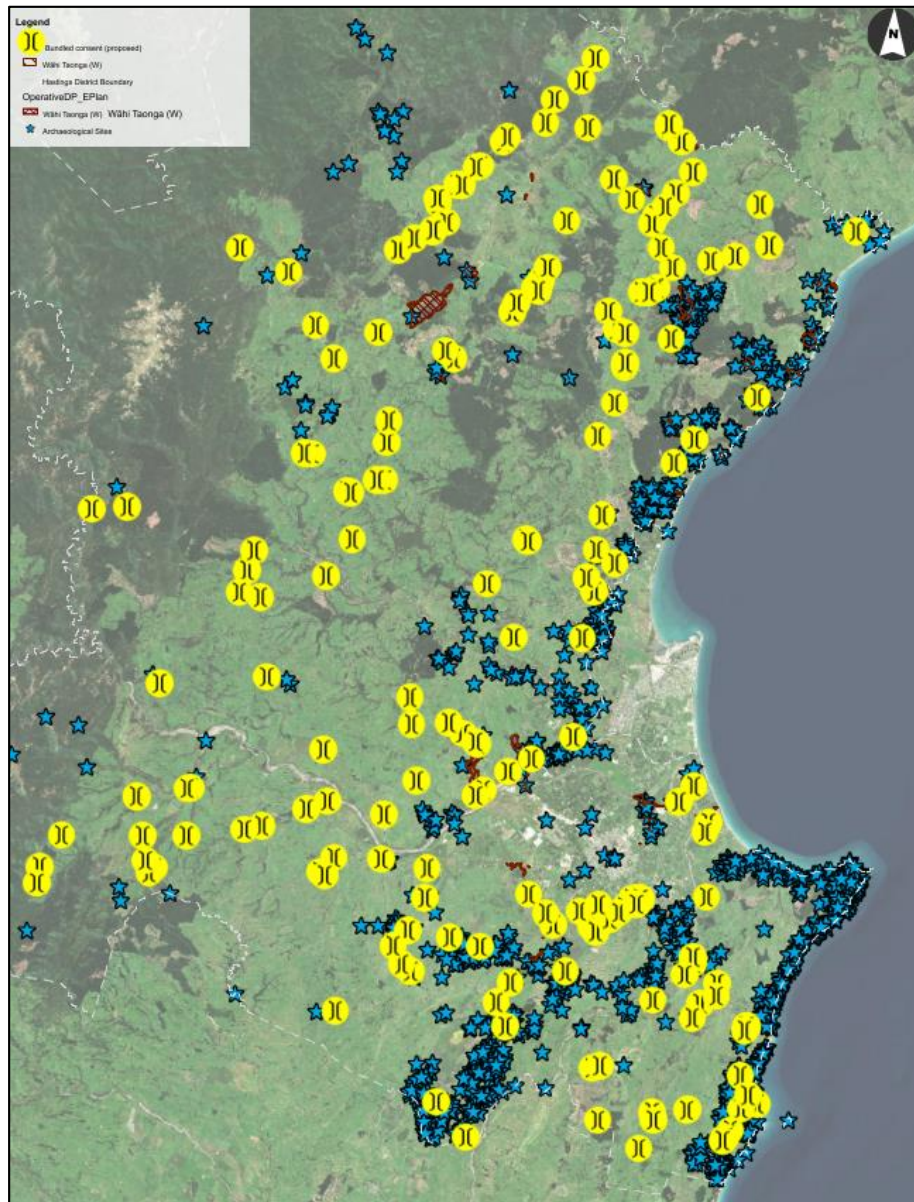 Legend
Bundled consent (proposed)
Wāhi Taonga (W)
Hastings District Boundary
OperativeDP_EPlan
Wāhi Taonga (W) Wāhi Taonga (W)
Archaeological Sites
N